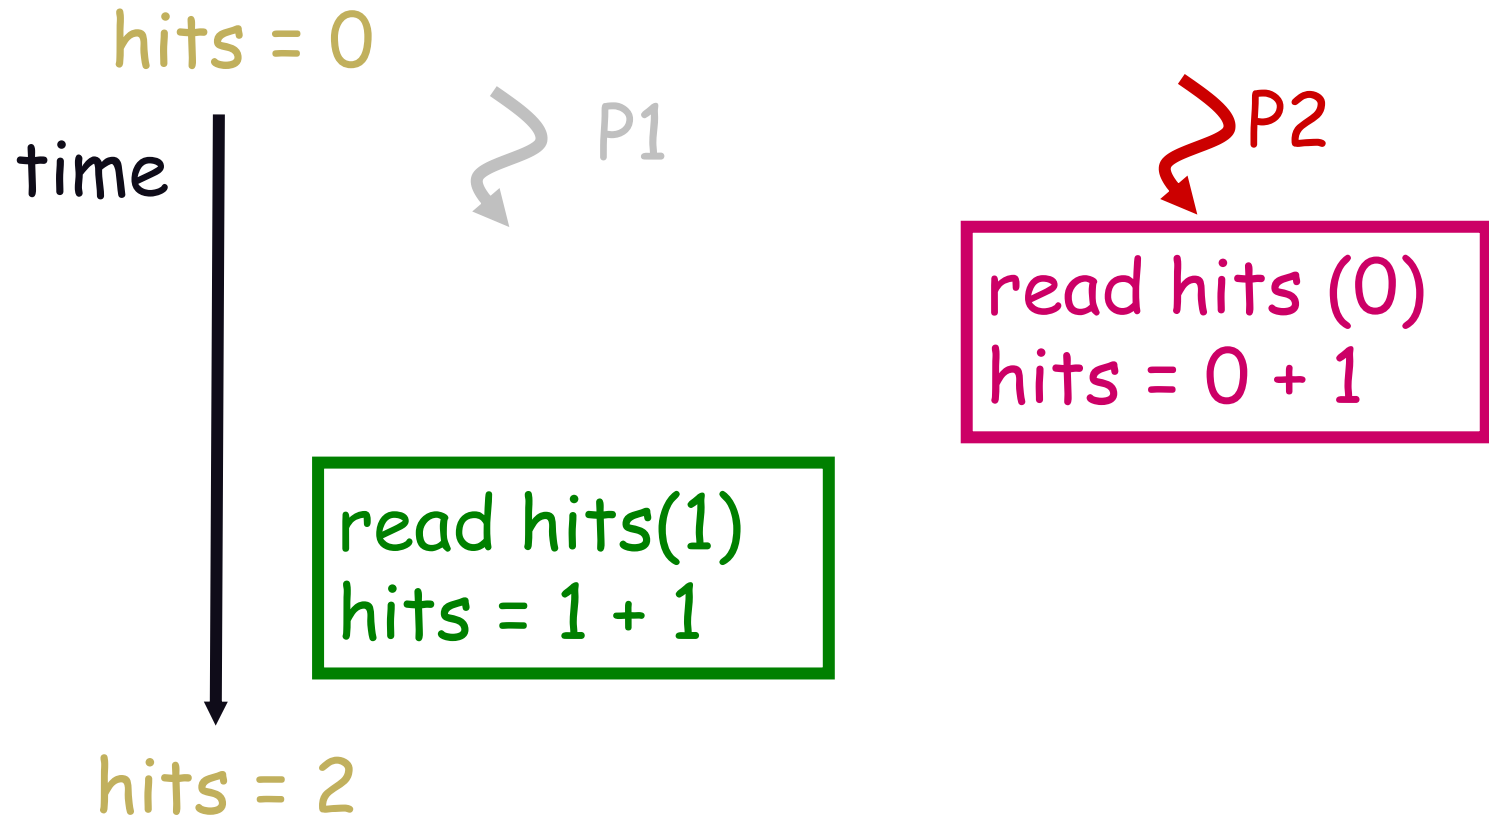 hits = 0
time
P1
P2
read hits (0)
hits = 0 + 1
read hits(1)
hits = 1 + 1
hits = 2